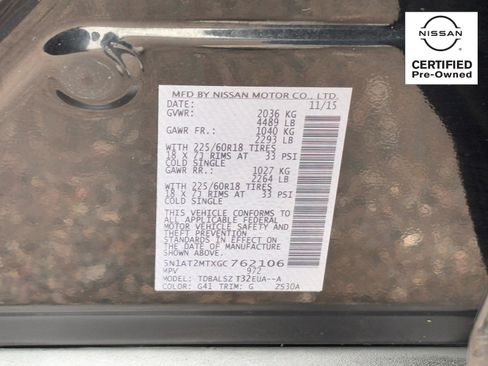 NISSAN
CERTIFIED
Pre-Owned
MFD BY NISSAN MOTOR CO., LTD.
DATE: 11/15
GVWR: 2036 KG
4489 LB
GAWR FR.: 1040 KG
2293 LB
WITH 225/60R18 TIRES
18 X 7J RIMS AT 33 PSI
COLD SINGLE
GAWR RR.: 1027 KG
2264 LB
WITH 225/60R18 TIRES
18 X 7J RIMS AT 33 PSI
COLD SINGLE
THIS VEHICLE CONFORMS TO
ALL APPLICABLE FEDERAL
MOTOR VEHICLE SAFETY AND
THEFT PREVENTION
STANDARDS IN EFFECT ON
THE DATE OF MANUFACTURE
SHOWN ABOVE.
5N1AT2MTXGC762106
MPV 972
MODEL: TDBALSZ T32EUA--A
COLOR: G41 TRIM: G ZS30A